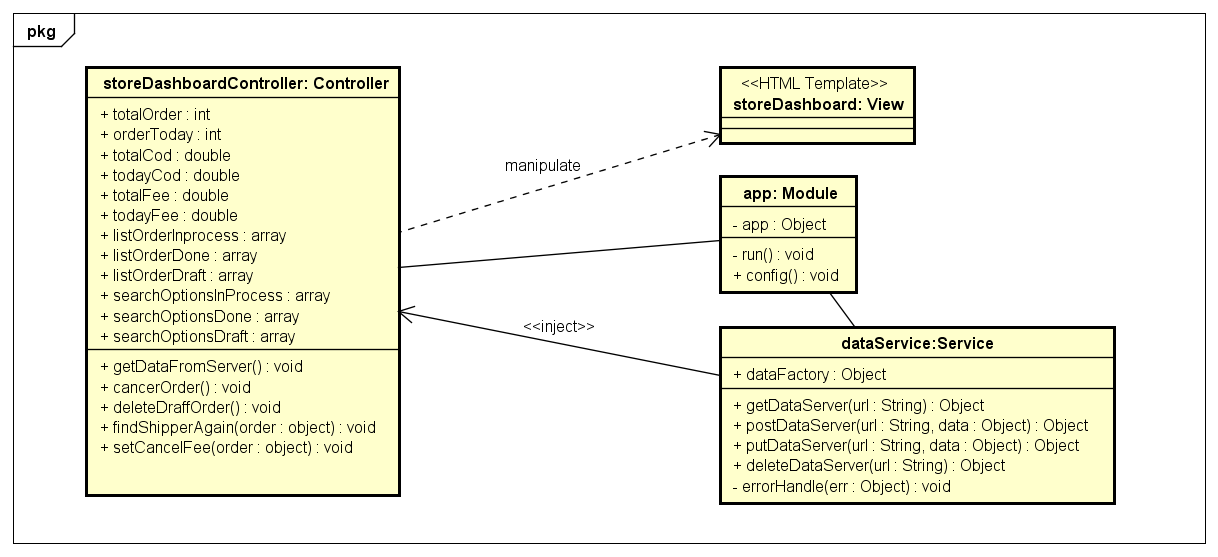 pkg
storeDashboardController: Controller
+ totalOrder : int
+ orderToday : int
+ totalCod : double
+ todayCod : double
+ totalFee : double
+ todayFee : double
+ listOrderInprocess : array
+ listOrderDone : array
+ listOrderDraft : array
+ searchOptionsInProcess : array
+ searchOptionsDone : array
+ searchOptionsDraft : array
+ getDataFromServer() : void
+ cancerOrder() : void
+ deleteDraffOrder() : void
+ findShipperAgain(order : object) : void
+ setCancelFee(order : object) : void
manipulate
<<inject>>
<<HTML Template>>
storeDashboard: View
app: Module
- app : Object
- run() : void
+ config() : void
dataService:Service
+ dataFactory : Object
+ getDataServer(url : String) : Object
+ postDataServer(url : String, data : Object) : Object
+ putDataServer(url : String, data : Object) : Object
+ deleteDataServer(url : String) : Object
- errorHandle(err : Object) : void